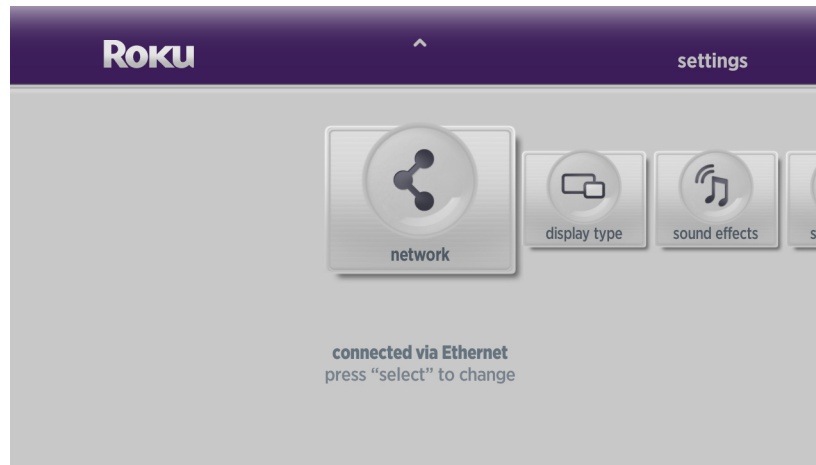 ROKU
settings
network
display type
sound effects
connected via Ethernet
press “select” to change